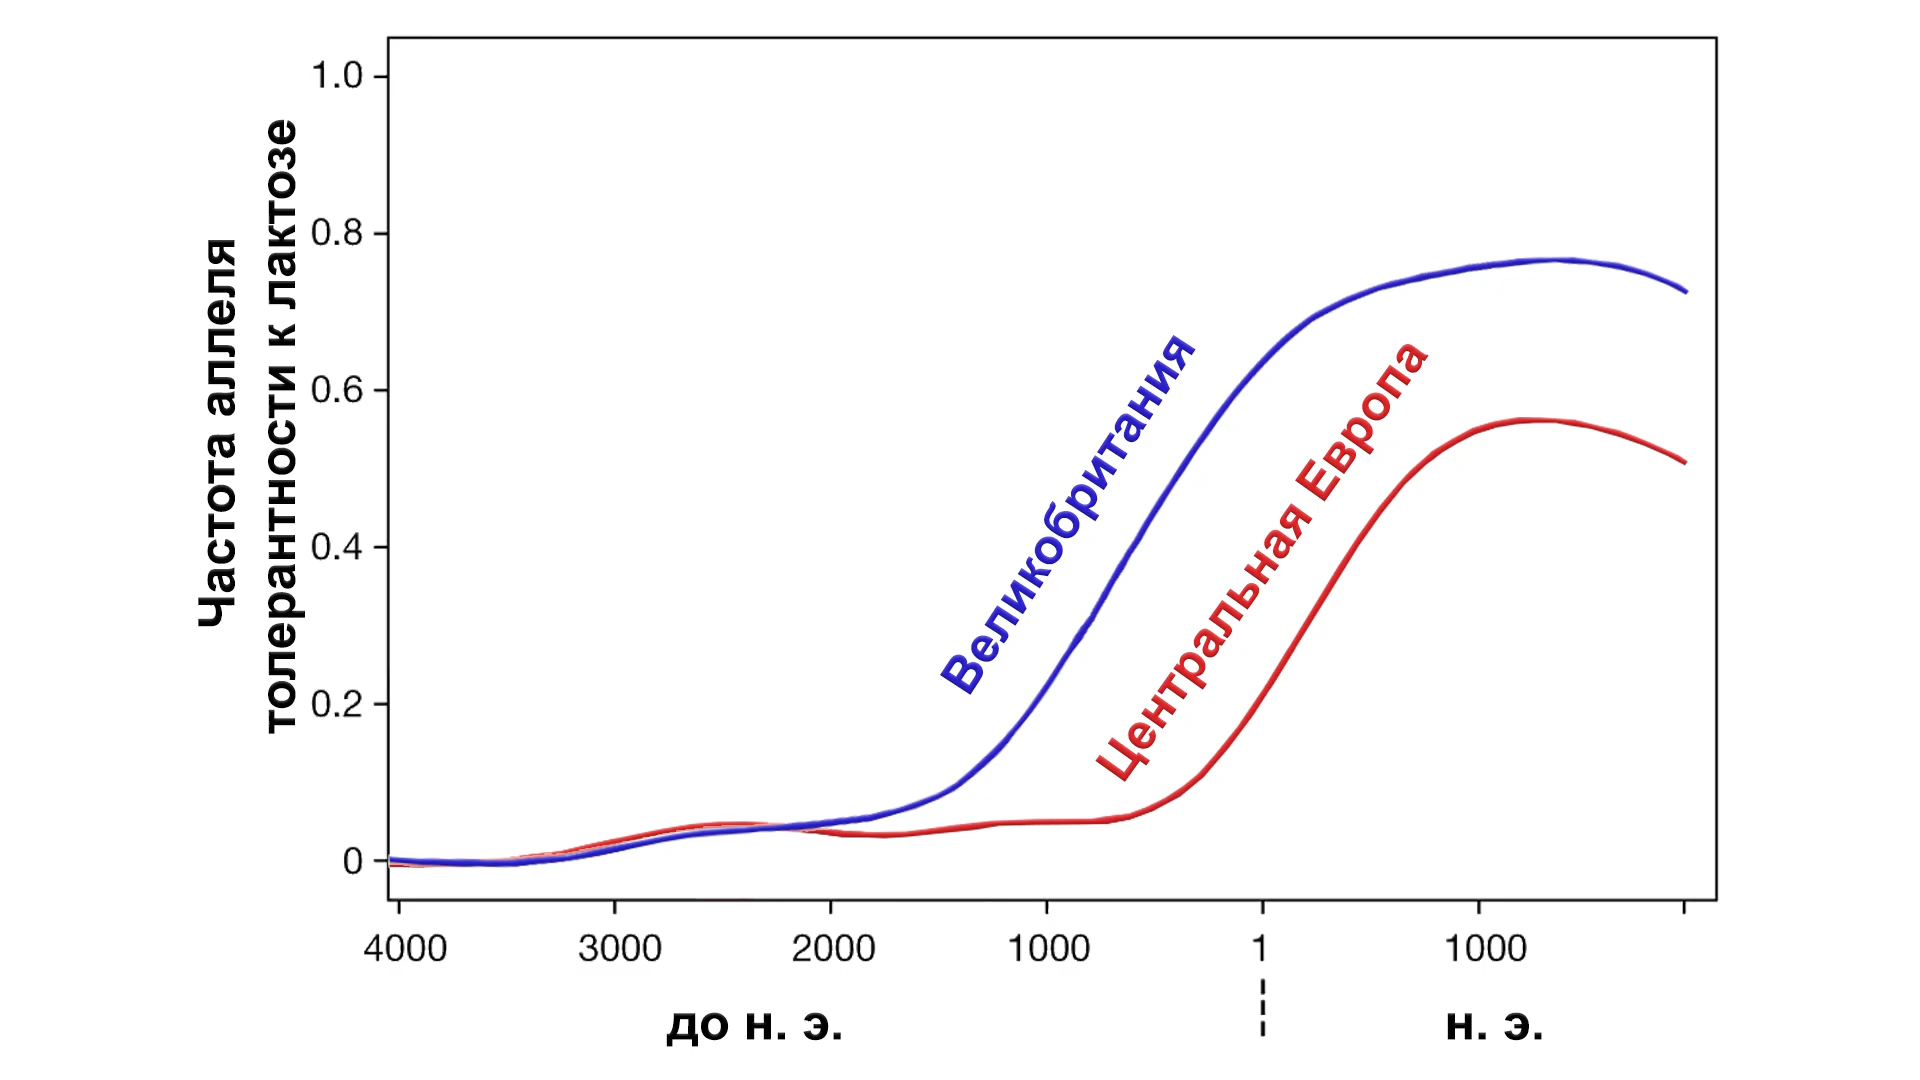 Частота аллеля
толерантности к лактозе
1.0
0.8
0.6
0.4
0.2
0
Великобритания
Центральная Европа
4000 3000 2000 1000 1 1000
до н. э. н. э.